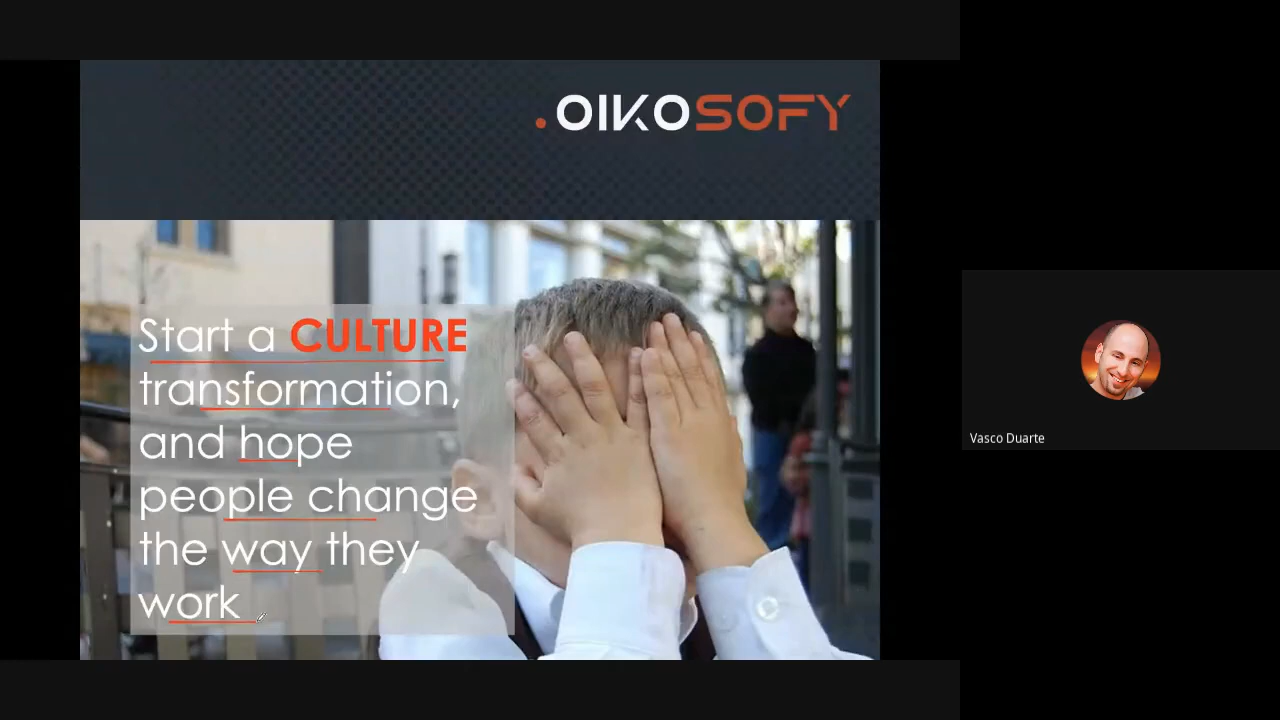 .OIKOSOFY
Start a CULTURE
transformation,
and hope
people change
the way they
work
Vasco Duarte